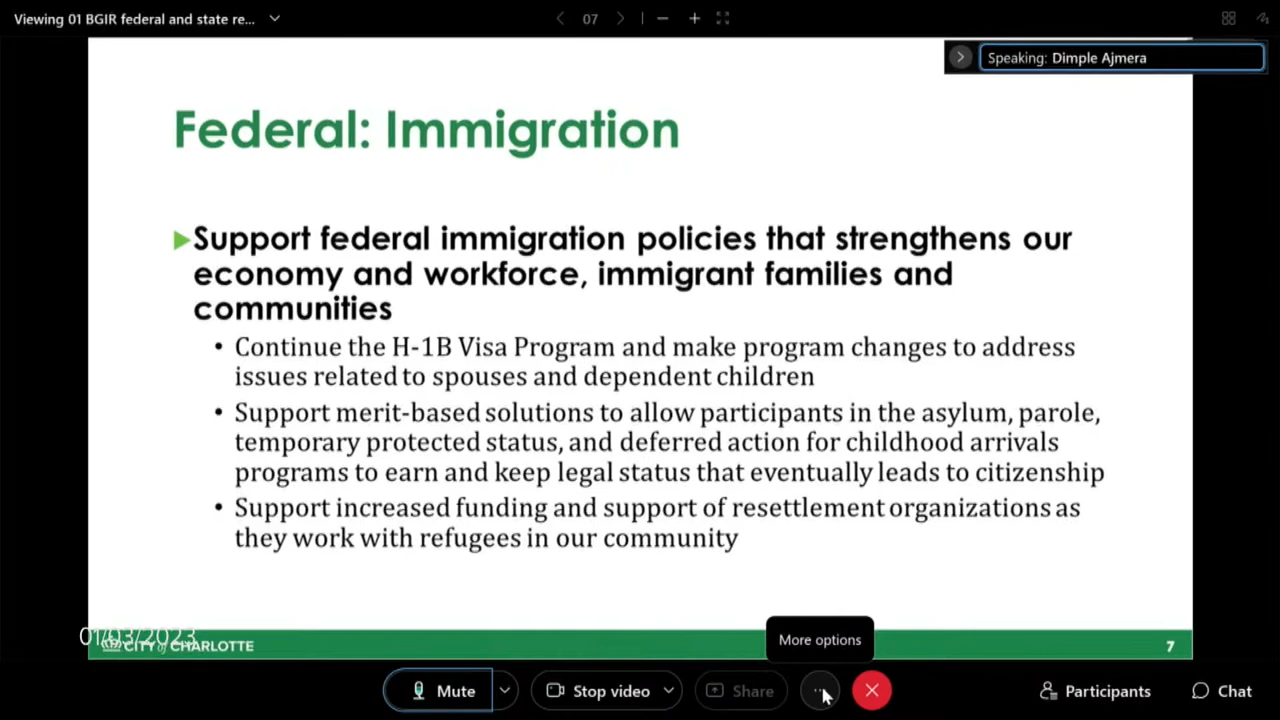 Viewing 01 BGIR federal and state re...
07
Speaking: Dimple Ajmera
Federal: Immigration
Support federal immigration policies that strengthens our
economy and workforce, immigrant families and
communities
• Continue the H-1B Visa Program and make program changes to address
issues related to spouses and dependent children
• Support merit-based solutions to allow participants in the asylum, parole,
temporary protected status, and deferred action for childhood arrivals
programs to earn and keep legal status that eventually leads to citizenship
• Support increased funding and support of resettlement organizations as
they work with refugees in our community
01/03/2023
CITY of CHARLOTTE
7
More options
Mute
Stop video
Share
Participants
Chat